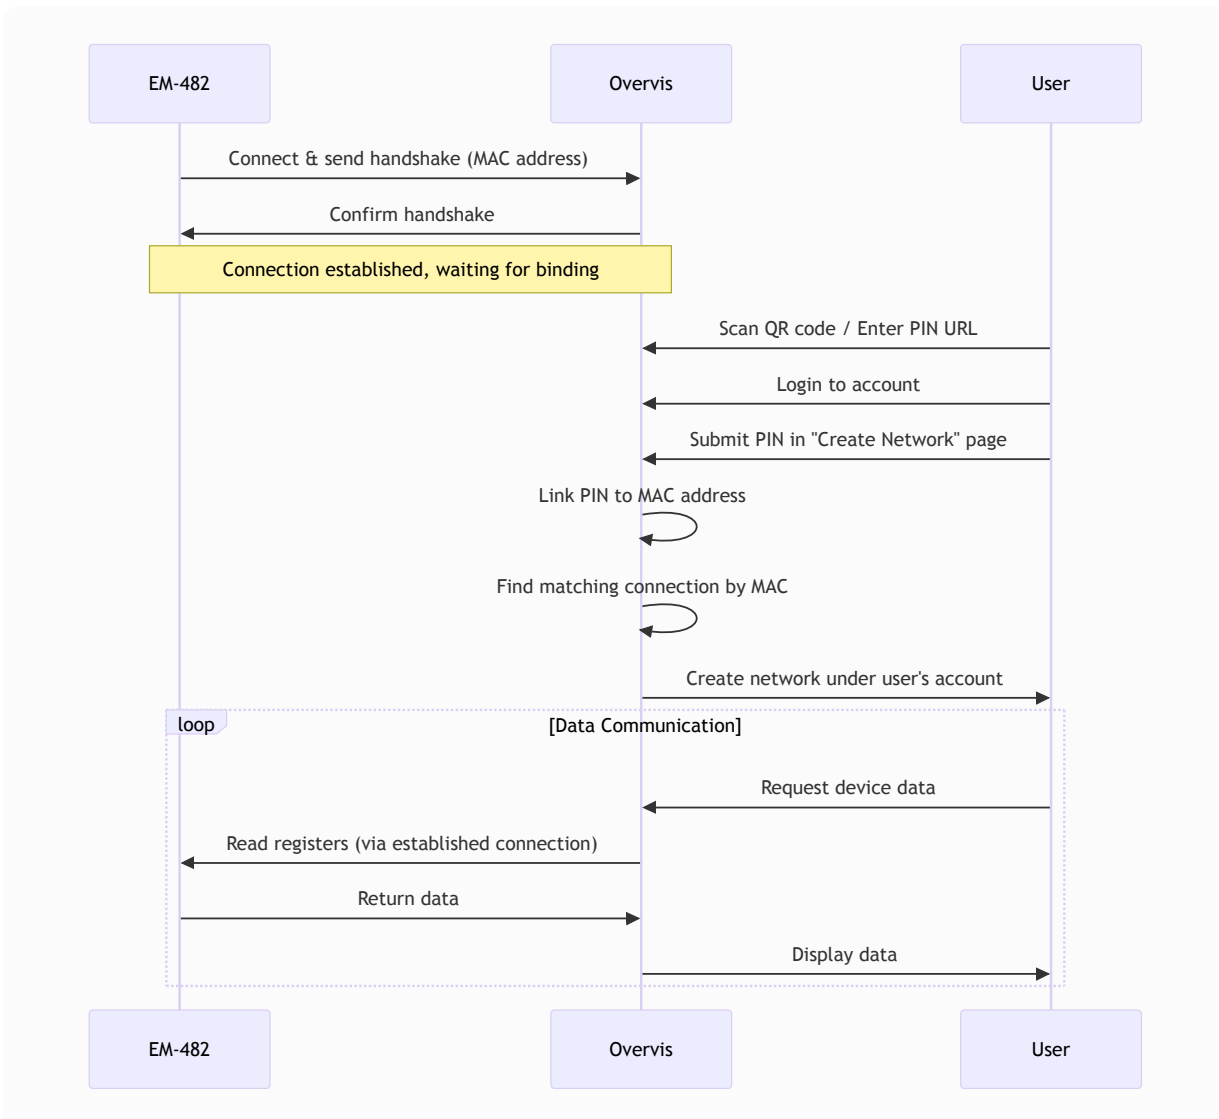 EM-482
Overvis
User
Connect & send handshake (MAC address)
Confirm handshake
Connection established, waiting for binding
Scan QR code / Enter PIN URL
Login to account
Submit PIN in "Create Network" page
Link PIN to MAC address
Find matching connection by MAC
Create network under user's account
loop
[Data Communication]
Request device data
Read registers (via established connection)
Return data
Display data
EM-482
Overvis
User